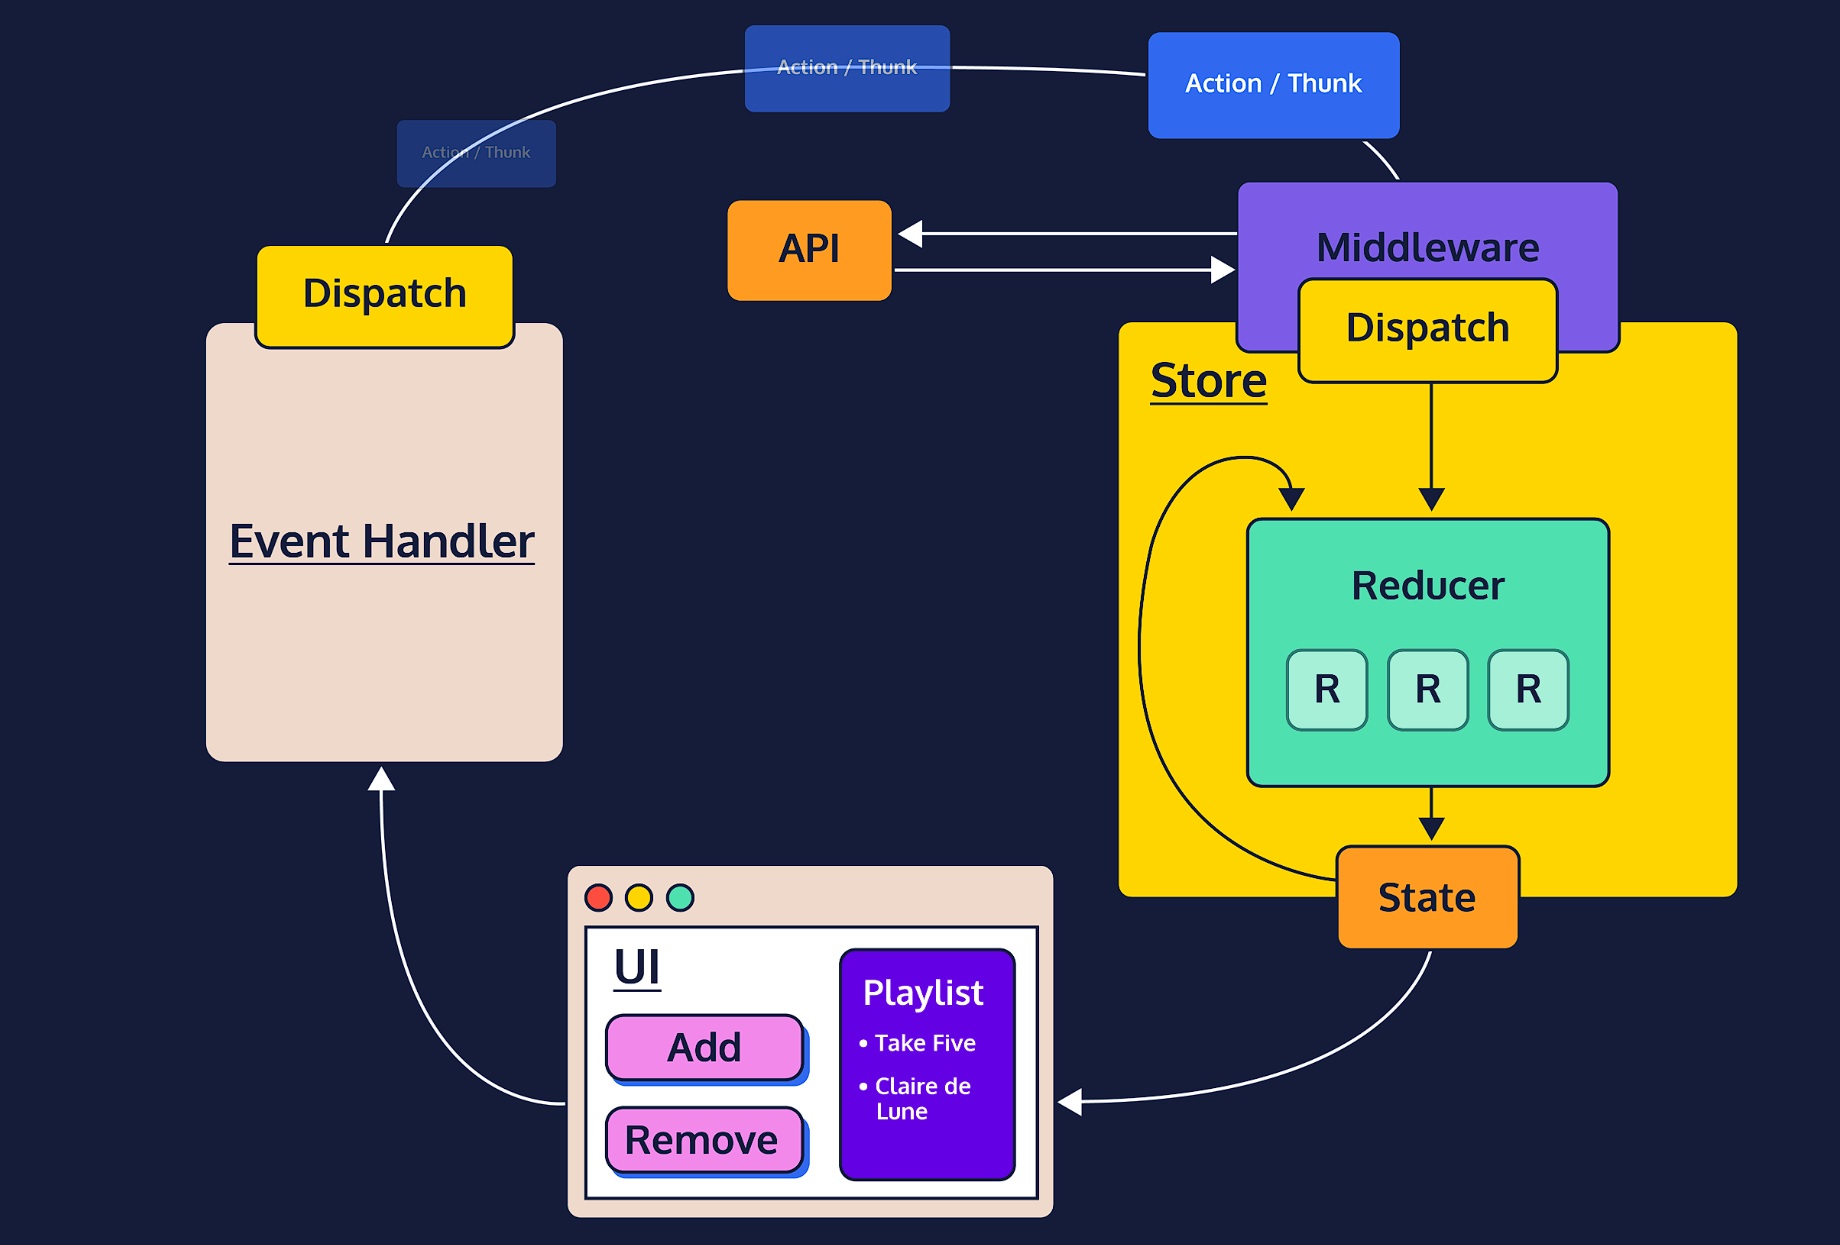 Action / Thunk
Action / Thunk
Action / Thunk
API
Middleware
Dispatch
Dispatch
Store
Event Handler
Reducer
R R R
State
UI
Add
Remove
Playlist
• Take Five
• Claire de
Lune